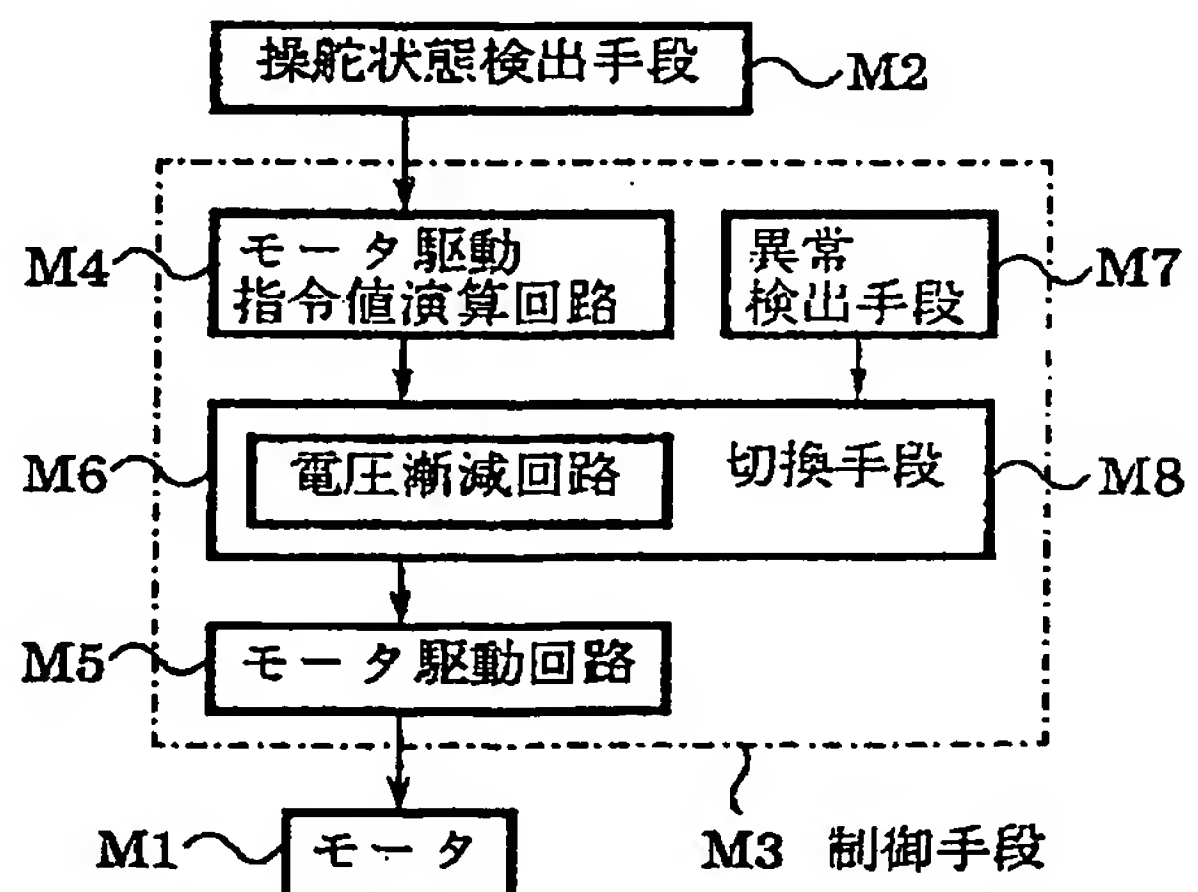 操舵状態検出手段
M2
M4
モータ駆動
指令値演算回路
異常
検出手段
M7
M6
電圧漸減回路
切換手段
M8
M5
モータ駆動回路
M1
モータ
M3 制御手段